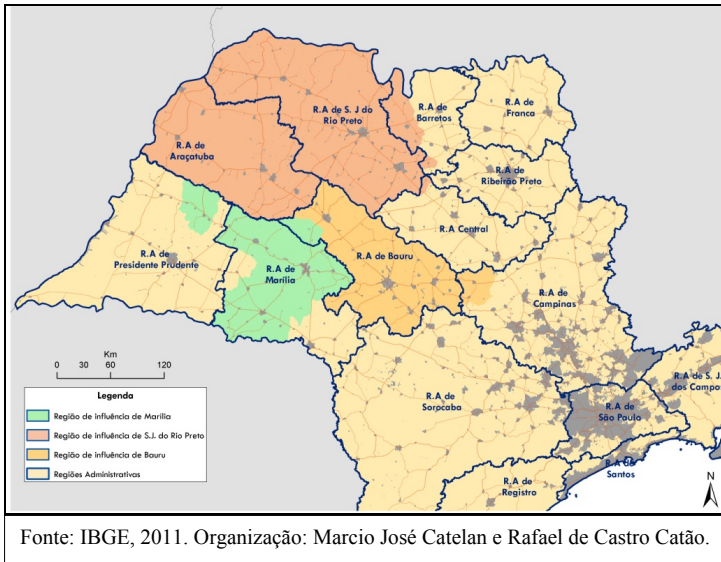 R.A de S. J do
Rio Preto
R.A de
Barretos
R.A de
Franca
R.A de
Araçatuba
R.A de
Ribeirão Preto
R.A Central
R.A de
Presidente Prudente
R.A de
Marília
R.A de Bauru
R.A de
Campinas
R.A de S. J.
dos Campo
R.A de
Sorocaba
R.A de
São Paulo
R.A de
Santos
R.A de
Registro
Km
0 30 60 120
Legenda
Região de influência de Marília
Região de influência de S.J. do Rio Preto
Região de influência de Bauru
Regiões Administrativas
N
Fonte: IBGE, 2011. Organização: Marcio José Catelan e Rafael de Castro Catão.